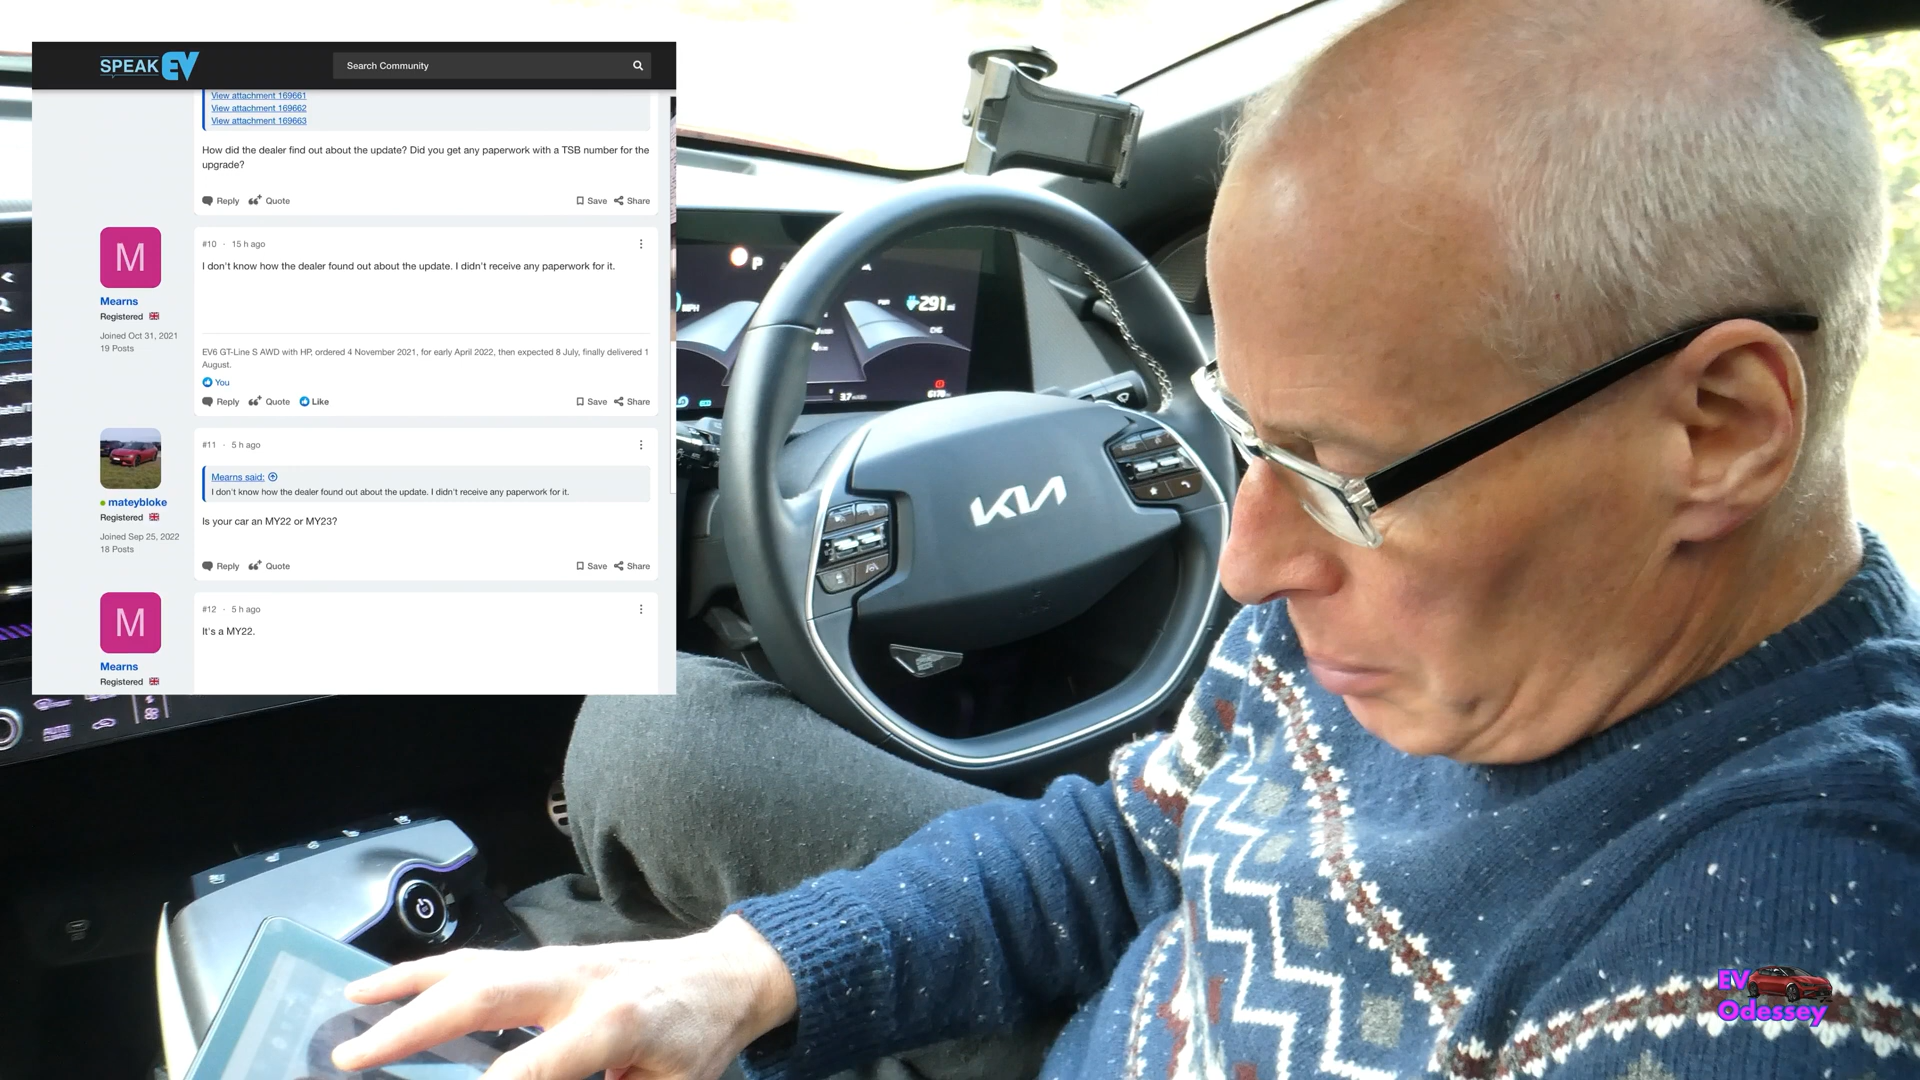 SPEAK EV
Search Community
View attachment 169661
View attachment 169662
View attachment 169663
How did the dealer find out about the update? Did you get any paperwork with a TSB number for the
upgrade?
Reply Quote Save Share
M
Mearns
Registered
Joined Oct 31, 2021
19 Posts
#10 · 15 h ago
I don't know how the dealer found out about the update. I didn't receive any paperwork for it.
EV6 GT-Line S AWD with HP, ordered 4 November 2021, for early April 2022, then expected 8 July, finally delivered 1
August.
You
Reply Quote Like Save Share
mateybloke
Registered
Joined Sep 25, 2022
18 Posts
#11 · 5 h ago
Mearns said:
I don't know how the dealer found out about the update. I didn't receive any paperwork for it.
Is your car an MY22 or MY23?
Reply Quote Save Share
M
Mearns
Registered
#12 · 5 h ago
It's a MY22.
P
MPH
291 mi
PWR
CHG
KIA
AUTO
EV
Odessey